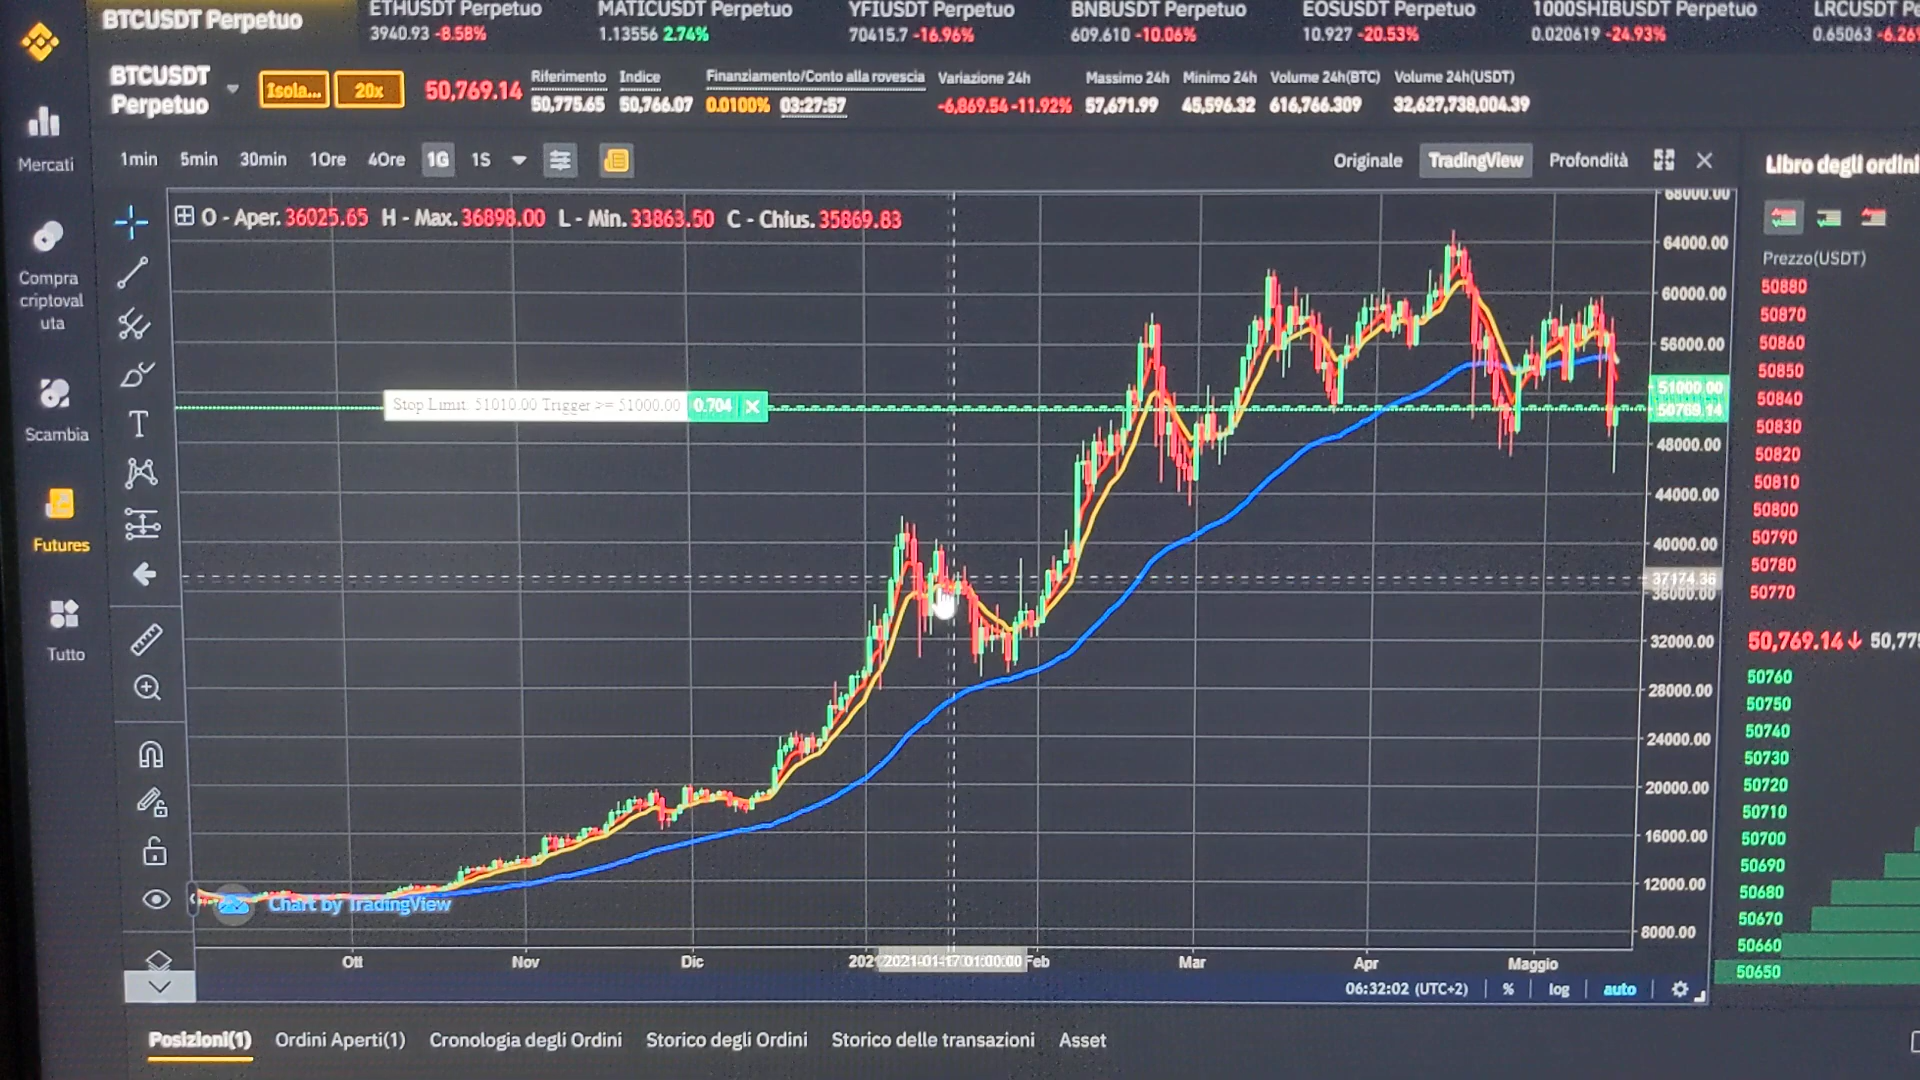 BTCUSDT Perpetuo
ETHUSDT Perpetuo
3940.93 -8.58%
MATICUSDT Perpetuo
1.13556 2.74%
YFIUSDT Perpetuo
70415.7 -16.96%
BNBUSDT Perpetuo
609.610 -10.06%
EOSUSDT Perpetuo
10.927 -20.53%
1000SHIBUSDT Perpetuo
0.020619 -24.93%
LRCUSDT Pe
0.65063 -6.26%
BTCUSDT
Perpetuo
Isola...
20x
50,769.14
Riferimento
50,775.65
Indice
50,766.07
Finanziamento/Conto alla rovescia
0.0100% 03:27:57
Variazione 24h
-6,869.54 -11.92%
Massimo 24h
57,671.99
Minimo 24h
45,596.32
Volume 24h(BTC)
616,766.309
Volume 24h(USDT)
32,627,738,004.39
1min 5min 30min 1Ore 4Ore 1G 1S
Originale TradingView Profondità
O - Aper. 36025.65 H - Max. 36898.00 L - Min. 33863.50 C - Chius. 35869.83
Mercati
Compra
criptoval
uta
Scambia
Futures
Tutto
Stop Limit: 51010.00 Trigger >= 51000.00 0.704
68000.00
64000.00
60000.00
56000.00
51000.00
50769.14
48000.00
44000.00
40000.00
37174.36
36000.00
32000.00
28000.00
24000.00
20000.00
16000.00
12000.00
8000.00
Chart by TradingView
Ott Nov Dic 202 2021-01-17 01:00:00 Feb Mar Apr Maggio
06:32:02 (UTC+2) % log auto
Libro degli ordini
Prezzo(USDT)
50880
50870
50860
50850
50840
50830
50820
50810
50800
50790
50780
50770
50,769.14↓ 50,775
50760
50750
50740
50730
50720
50710
50700
50690
50680
50670
50660
50650
Posizioni(1) Ordini Aperti(1) Cronologia degli Ordini Storico degli Ordini Storico delle transazioni Asset